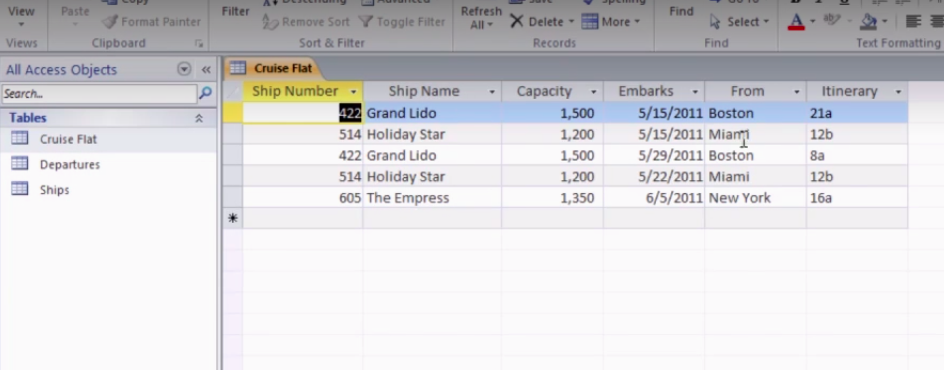 View Paste Copy Format Painter Filter Descending Remove Sort Advanced Toggle Filter Refresh All Save Delete Spelling More Find Go To Select A ab B I U
Views Clipboard Sort & Filter Records Find Text Formatting
All Access Objects «
Search...
Tables
Cruise Flat
Departures
Ships
Cruise Flat
Ship Number Ship Name Capacity Embarks From Itinerary
422 Grand Lido 1,500 5/15/2011 Boston 21a
514 Holiday Star 1,200 5/15/2011 Miami 12b
422 Grand Lido 1,500 5/29/2011 Boston 8a
514 Holiday Star 1,200 5/22/2011 Miami 12b
605 The Empress 1,350 6/5/2011 New York 16a